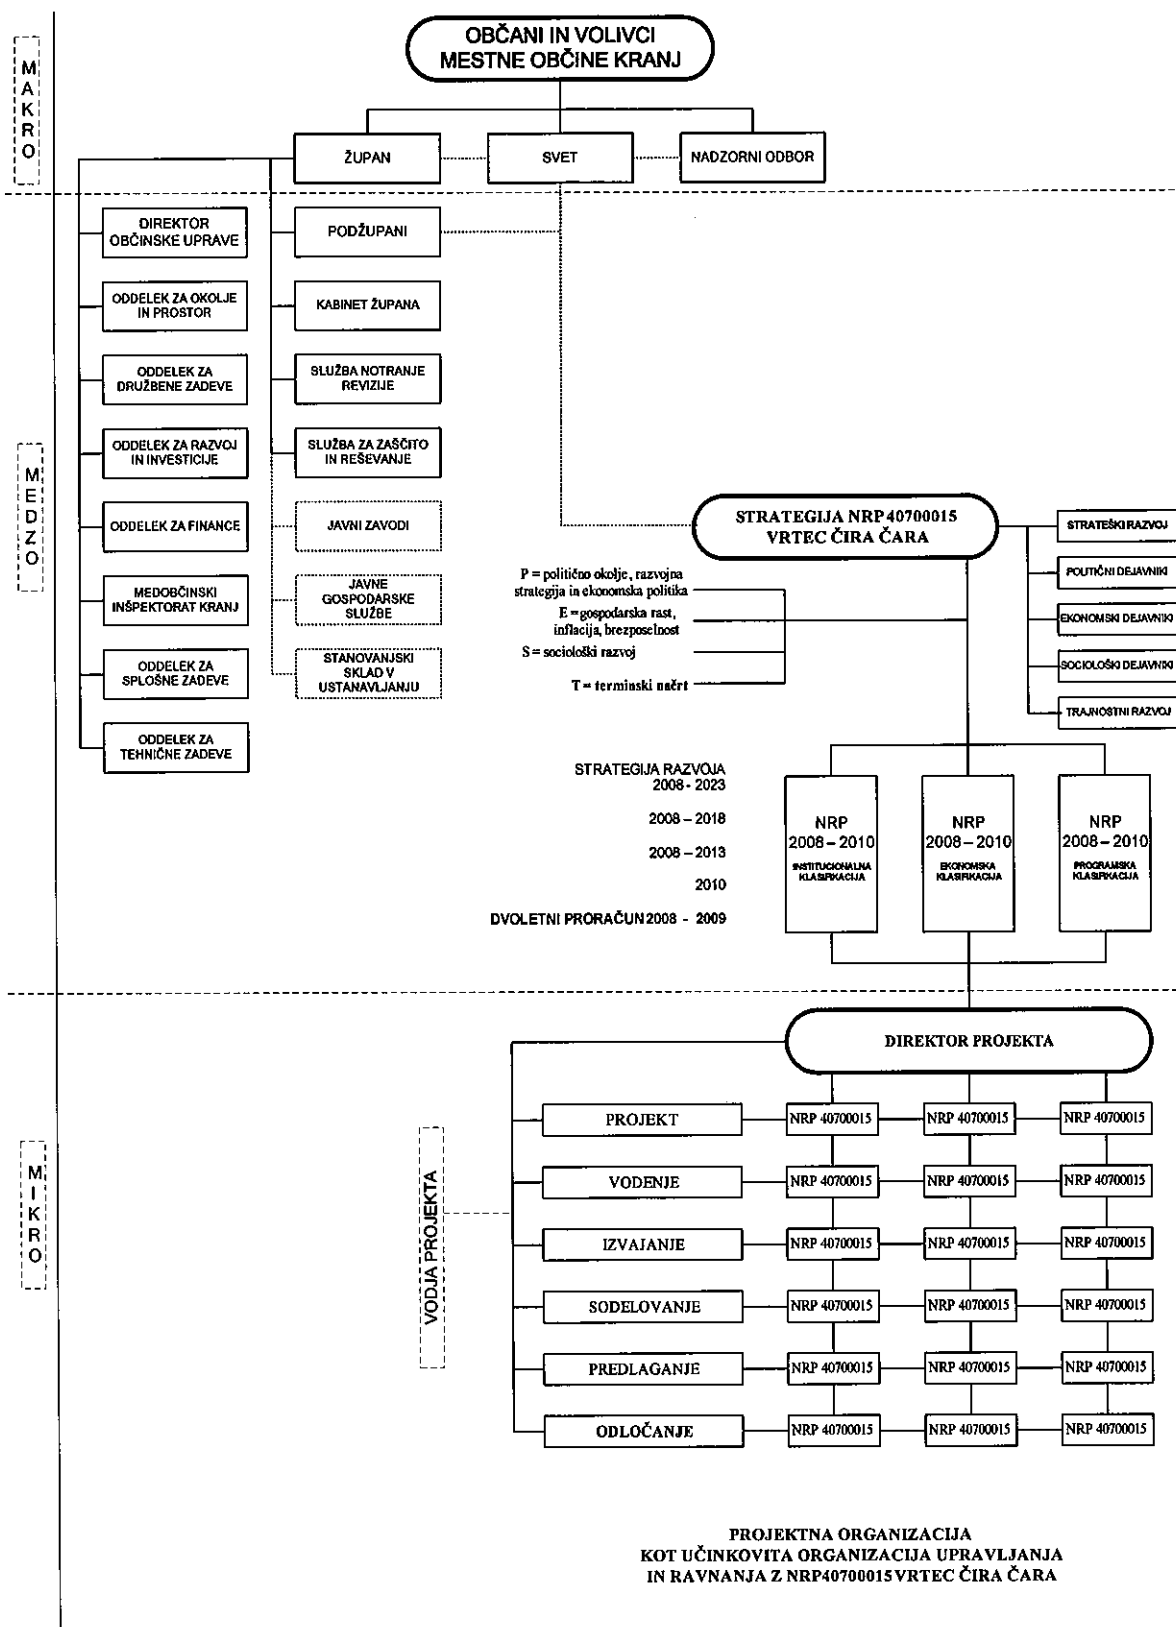 OBČANI IN VOLIVCI
MESTNE OBČINE KRANJ
MAKRO
ŽUPAN
SVET
NADZORNI ODBOR
DIREKTOR
OBČINSKE UPRAVE
PODŽUPANI
ODDELEK ZA OKOLJE
IN PROSTOR
KABINET ŽUPANA
ODDELEK ZA
DRUŽBENE ZADEVE
SLUŽBA NOTRANJE
REVIZIJE
ODDELEK ZA RAZVOJ
IN INVESTICIJE
SLUŽBA ZA ZAŠČITO
IN REŠEVANJE
MEDZO
ODDELEK ZA FINANCE
JAVNI ZAVODI
MEDOBČINSKI
INŠPEKTORAT KRANJ
JAVNE
GOSPODARSKE
SLUŽBE
ODDELEK ZA
SPLOŠNE ZADEVE
STANOVANJSKI
SKLAD V
USTANAVLJANJU
ODDELEK ZA
TEHNIČNE ZADEVE
STRATEGIJA NRP 40700015
VRTEC ČIRA ČARA
STRATEŠKI RAZVOJ
POLITIČNI DEJAVNIKI
EKONOMSKI DEJAVNIKI
SOCIOLOŠKI DEJAVNIKI
TRAJNOSTNI RAZVOJ
P = politično okolje, razvojna
strategija in ekonomska politika
E = gospodarska rast,
inflacija, brezposelnost
S = sociološki razvoj
T = terminski načrt
STRATEGIJA RAZVOJA
2008 - 2023
2008 – 2018
2008 – 2013
2010
DVOLETNI PRORAČUN 2008 - 2009
NRP
2008 – 2010
INSTITUCIONALNA
KLASIFIKACIJA
NRP
2008 – 2010
EKONOMSKA
KLASIFIKACIJA
NRP
2008 – 2010
PROGRAMSKA
KLASIFIKACIJA
DIREKTOR PROJEKTA
MIKRO
VODJA PROJEKTA
PROJEKT
NRP 40700015
NRP 40700015
NRP 40700015
VODENJE
NRP 40700015
NRP 40700015
NRP 40700015
IZVAJANJE
NRP 40700015
NRP 40700015
NRP 40700015
SODELOVANJE
NRP 40700015
NRP 40700015
NRP 40700015
PREDLAGANJE
NRP 40700015
NRP 40700015
NRP 40700015
ODLOČANJE
NRP 40700015
NRP 40700015
NRP 40700015
PROJEKTNA ORGANIZACIJA
KOT UČINKOVITA ORGANIZACIJA UPRAVLJANJA
IN RAVNANJA Z NRP40700015 VRTEC ČIRA ČARA